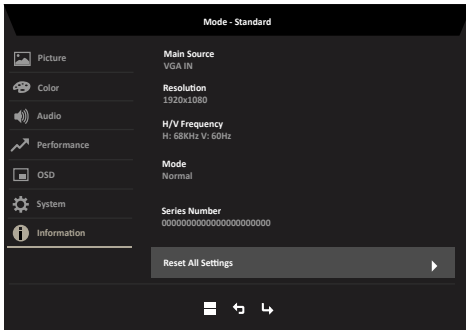 Mode - Standard
Picture
Color
Audio
Performance
OSD
System
Information
Main Source
VGA IN
Resolution
1920x1080
H/V Frequency
H: 68KHz V: 60Hz
Mode
Normal
Series Number
0000000000000000000000
Reset All Settings